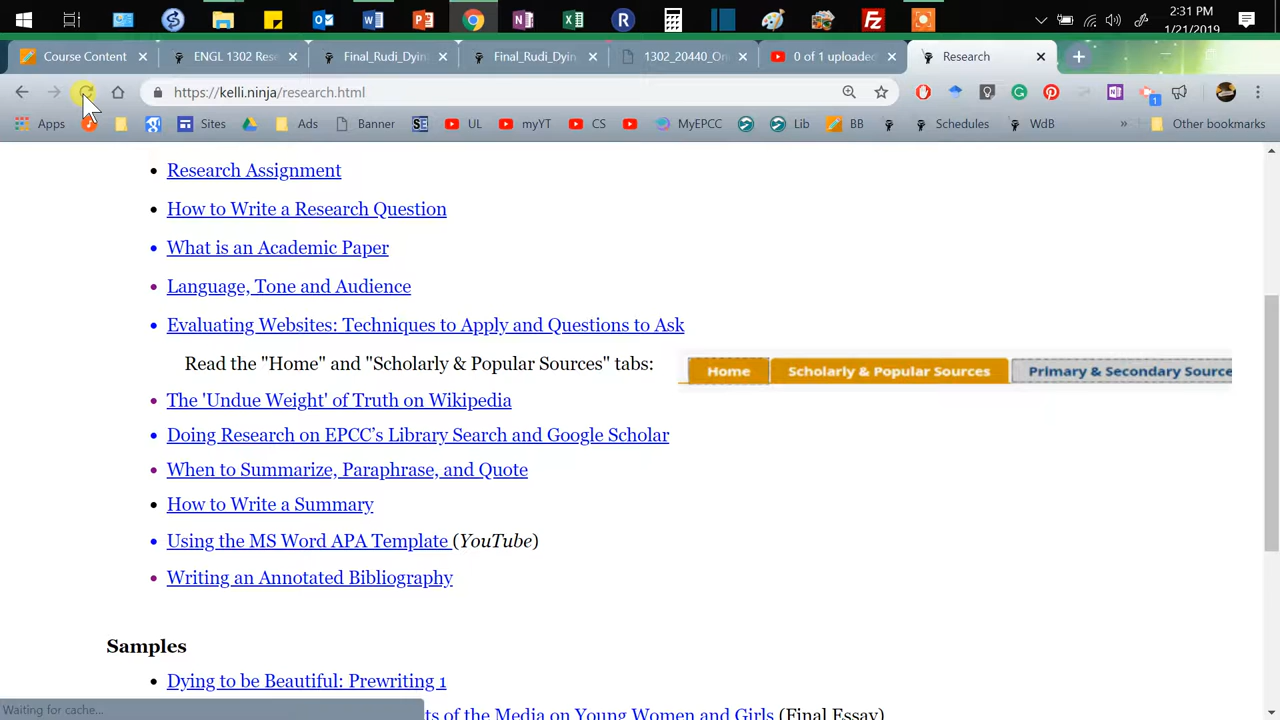 2:31 PM
1/21/2019
Course Content
ENGL 1302 Rese
Final_Rudi_Dyin
Final_Rudi_Dyin
1302_20440_On
0 of 1 uploaded
Research
https://kelli.ninja/research.html
Apps
Sites
Ads
Banner
UL
myYT
CS
MyEPCC
Lib
BB
Schedules
WdB
»
Other bookmarks
• Research Assignment
• How to Write a Research Question
• What is an Academic Paper
• Language, Tone and Audience
• Evaluating Websites: Techniques to Apply and Questions to Ask
Read the "Home" and "Scholarly & Popular Sources" tabs:
Home Scholarly & Popular Sources Primary & Secondary Source
• The 'Undue Weight' of Truth on Wikipedia
• Doing Research on EPCC's Library Search and Google Scholar
• When to Summarize, Paraphrase, and Quote
• How to Write a Summary
• Using the MS Word APA Template (YouTube)
• Writing an Annotated Bibliography
Samples
• Dying to be Beautiful: Prewriting 1
ts of the Media on Young Women and Girls (Final Essay)
Waiting for cache...